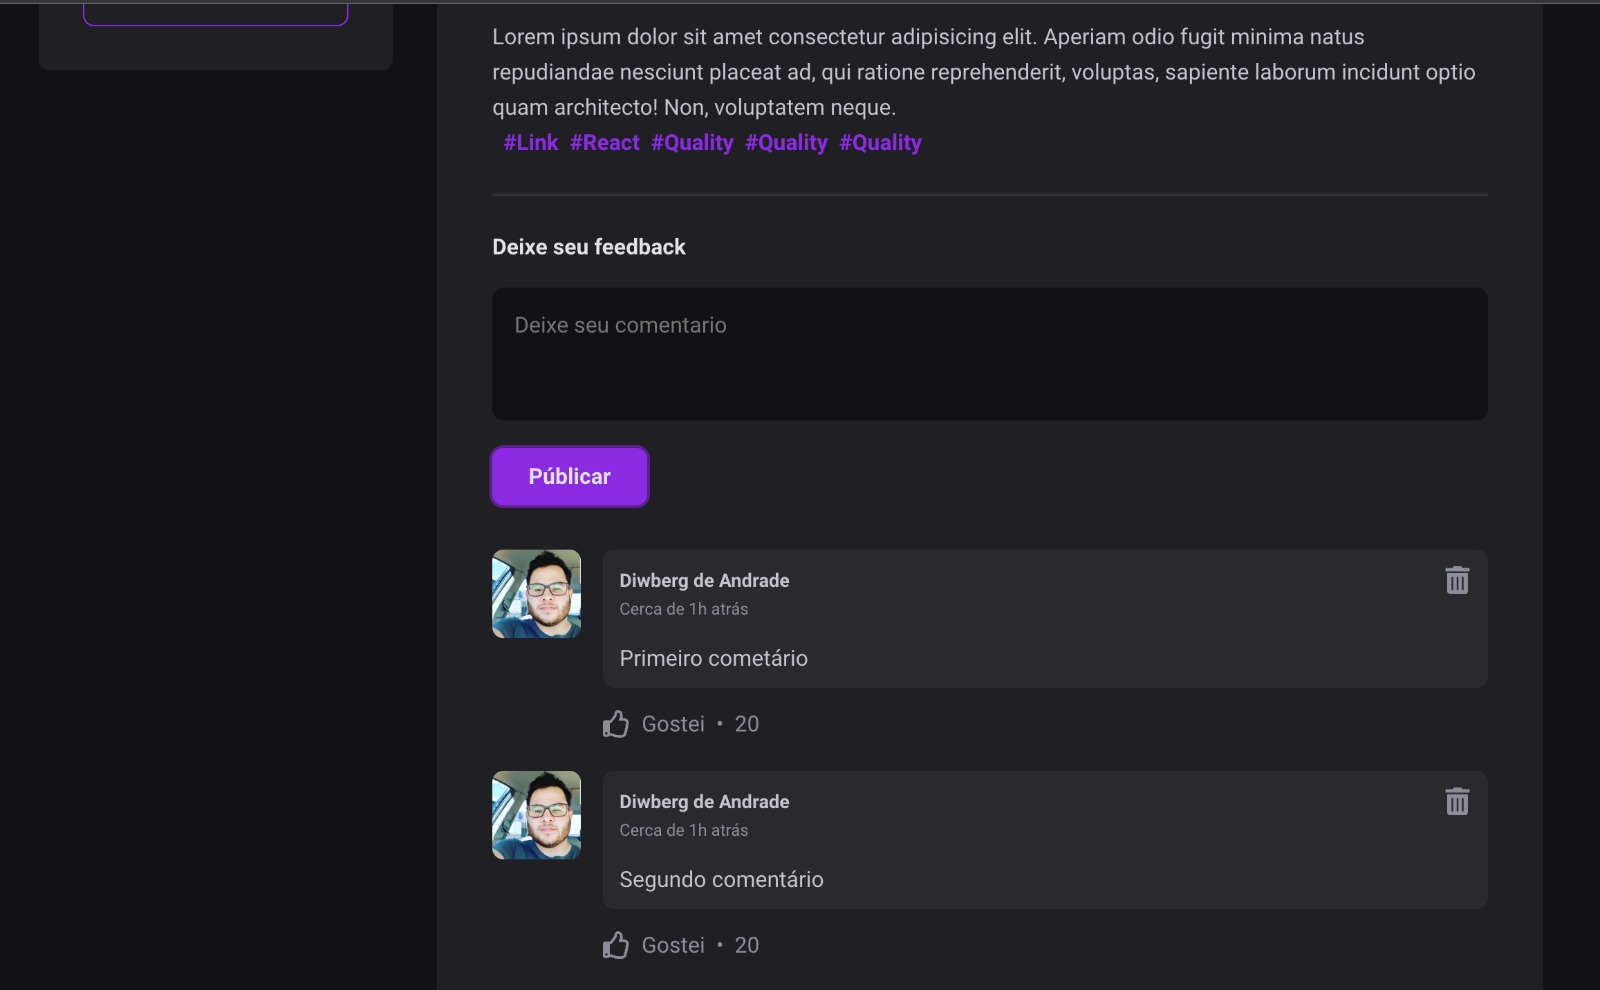 Lorem ipsum dolor sit amet consectetur adipisicing elit. Aperiam odio fugit minima natus
repudiandae nesciunt placeat ad, qui ratione reprehenderit, voluptas, sapiente laborum incidunt optio
quam architecto! Non, voluptatem neque.
#Link #React #Quality #Quality #Quality
Deixe seu feedback
Deixe seu comentario
Públicar
Diwberg de Andrade
Cerca de 1h atrás
Primeiro cometário
Gostei • 20
Diwberg de Andrade
Cerca de 1h atrás
Segundo comentário
Gostei • 20